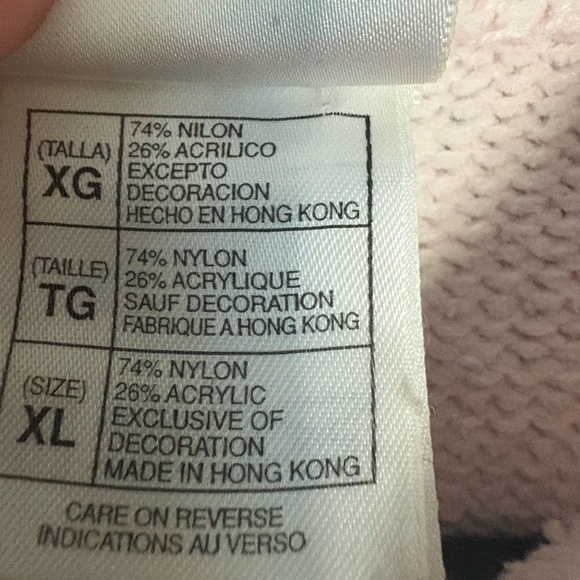 (TALLA)
XG
74% NILON
26% ACRILICO
EXCEPTO
DECORACION
HECHO EN HONG KONG
(TAILLE)
TG
74% NYLON
26% ACRYLIQUE
SAUF DECORATION
FABRIQUE A HONG KONG
(SIZE)
XL
74% NYLON
26% ACRYLIC
EXCLUSIVE OF
DECORATION
MADE IN HONG KONG
CARE ON REVERSE
INDICATIONS AU VERSO